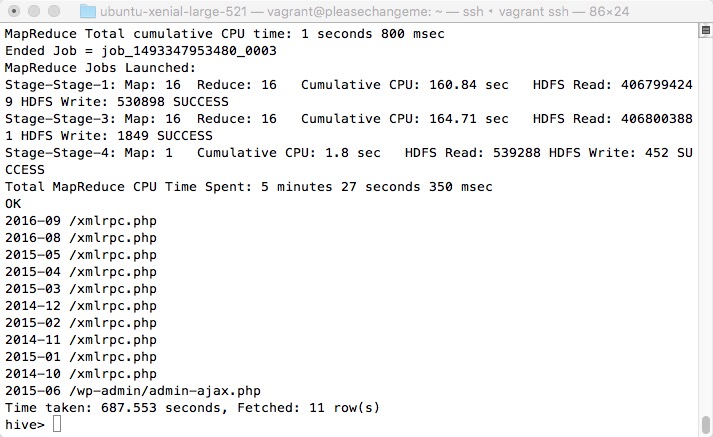 ubuntu-xenial-large-521 — vagrant@pleasechangeme: ~ — ssh ◂ vagrant ssh — 86×24
MapReduce Total cumulative CPU time: 1 seconds 800 msec
Ended Job = job_1493347953480_0003
MapReduce Jobs Launched:
Stage-Stage-1: Map: 16  Reduce: 16   Cumulative CPU: 160.84 sec   HDFS Read: 406799424
9 HDFS Write: 530898 SUCCESS
Stage-Stage-3: Map: 16  Reduce: 16   Cumulative CPU: 164.71 sec   HDFS Read: 406800388
1 HDFS Write: 1849 SUCCESS
Stage-Stage-4: Map: 1   Cumulative CPU: 1.8 sec   HDFS Read: 539288 HDFS Write: 452 SU
CCESS
Total MapReduce CPU Time Spent: 5 minutes 27 seconds 350 msec
OK
2016-09 /xmlrpc.php
2016-08 /xmlrpc.php
2015-05 /xmlrpc.php
2015-04 /xmlrpc.php
2015-03 /xmlrpc.php
2014-12 /xmlrpc.php
2015-02 /xmlrpc.php
2014-11 /xmlrpc.php
2015-01 /xmlrpc.php
2014-10 /xmlrpc.php
2015-06 /wp-admin/admin-ajax.php
Time taken: 687.553 seconds, Fetched: 11 row(s)
hive>